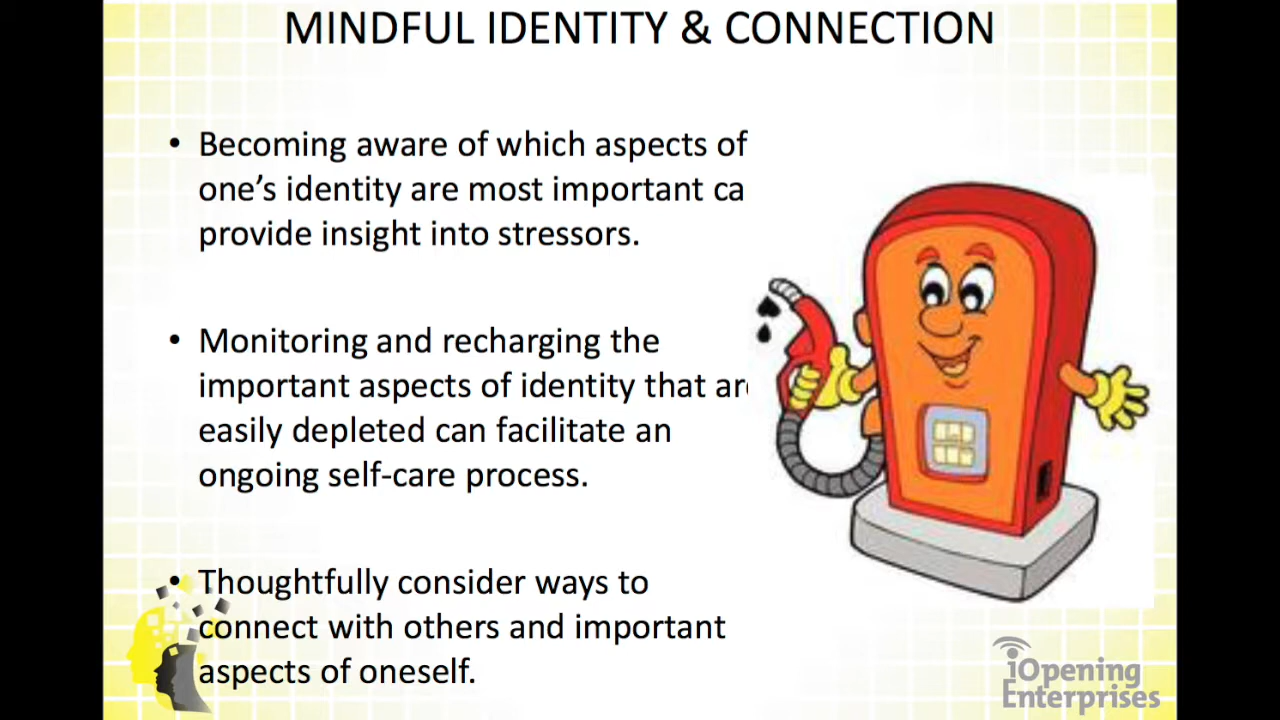 MINDFUL IDENTITY & CONNECTION
• Becoming aware of which aspects of
one's identity are most important ca
provide insight into stressors.
• Monitoring and recharging the
important aspects of identity that are
easily depleted can facilitate an
ongoing self-care process.
• Thoughtfully consider ways to
connect with others and important
aspects of oneself.
iOpening
Enterprises